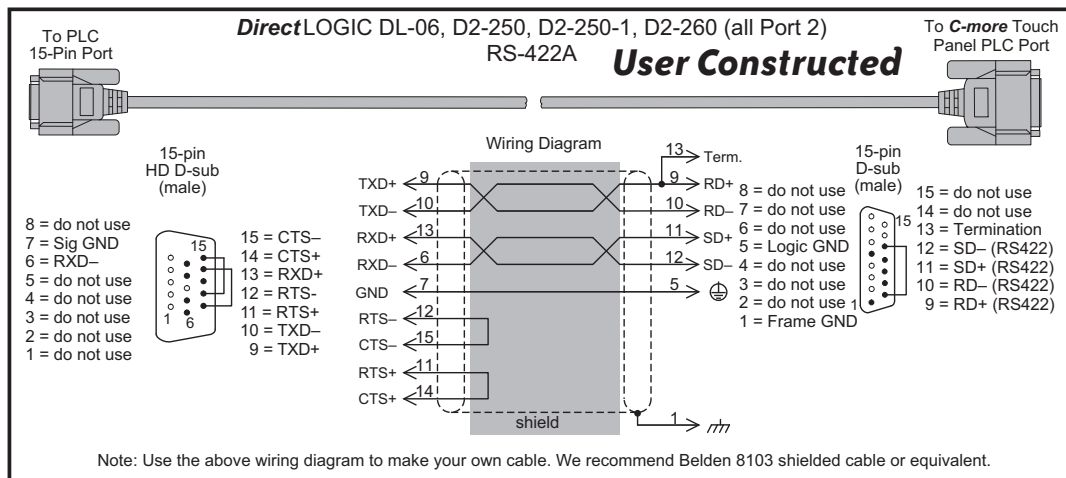 DirectLOGIC DL-06, D2-250, D2-250-1, D2-260 (all Port 2)
RS-422A
User Constructed
To PLC
15-Pin Port
To C-more Touch
Panel PLC Port
15-pin
HD D-sub
(male)
8 = do not use
7 = Sig GND
6 = RXD–
5 = do not use
4 = do not use
3 = do not use
2 = do not use
1 = do not use
15
1
6
15 = CTS–
14 = CTS+
13 = RXD+
12 = RTS-
11 = RTS+
10 = TXD–
9 = TXD+
Wiring Diagram
13 Term.
TXD+ 9 9 RD+
TXD– 10 10 RD–
RXD+ 13 11 SD+
RXD– 6 12 SD–
GND 7 5
RTS– 12
CTS– 15
RTS+ 11
CTS+ 14
1
shield
8 = do not use
7 = do not use
6 = do not use
5 = Logic GND
4 = do not use
3 = do not use
2 = do not use
1 = Frame GND
15-pin
D-sub
(male)
15
1
15 = do not use
14 = do not use
13 = Termination
12 = SD– (RS422)
11 = SD+ (RS422)
10 = RD– (RS422)
9 = RD+ (RS422)
Note: Use the above wiring diagram to make your own cable. We recommend Belden 8103 shielded cable or equivalent.